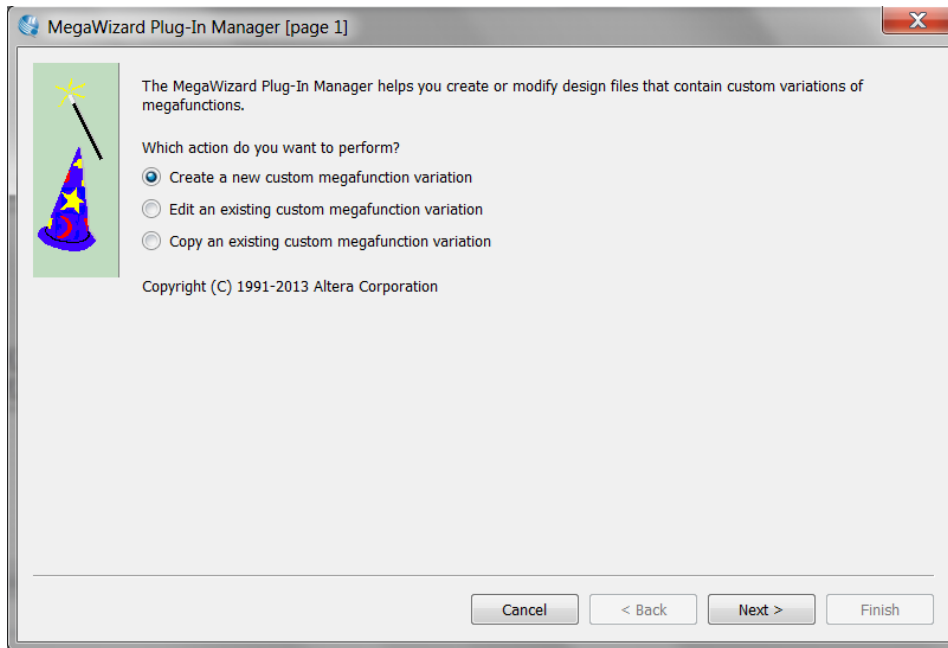 MegaWizard Plug-In Manager [page 1]
The MegaWizard Plug-In Manager helps you create or modify design files that contain custom variations of
megafunctions.
Which action do you want to perform?
Create a new custom megafunction variation
Edit an existing custom megafunction variation
Copy an existing custom megafunction variation
Copyright (C) 1991-2013 Altera Corporation
Cancel
< Back
Next >
Finish